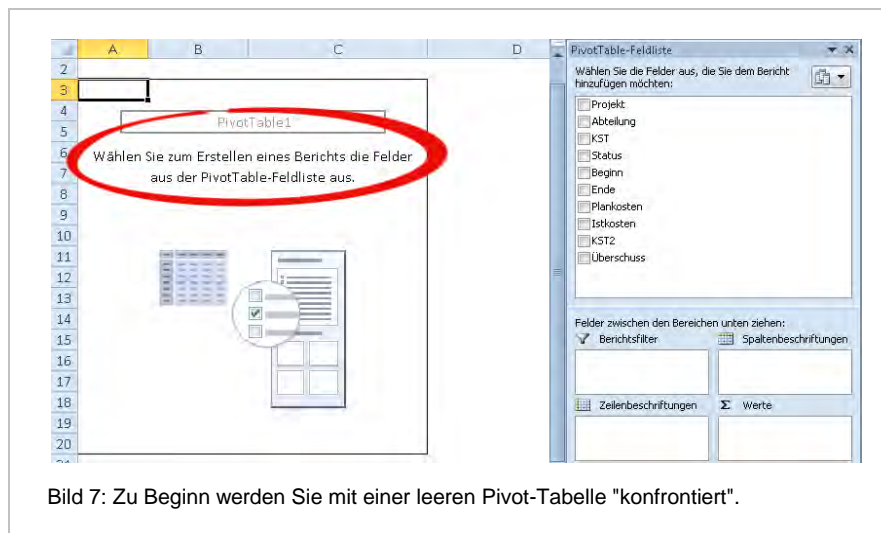 A B C D
2
3
4
5
6
7
8
9
10
11
12
13
14
15
16
17
18
19
20
PivotTable1
Wählen Sie zum Erstellen eines Berichts die Felder
aus der PivotTable-Feldliste aus.
PivotTable-Feldliste
Wählen Sie die Felder aus, die Sie dem Bericht
hinzufügen möchten:
Projekt
Abteilung
KST
Status
Beginn
Ende
Plankosten
Istkosten
KST2
Überschuss
Felder zwischen den Bereichen unten ziehen:
Berichtsfilter
Spaltenbeschriftungen
Zeilenbeschriftungen
Σ Werte
Bild 7: Zu Beginn werden Sie mit einer leeren Pivot-Tabelle "konfrontiert".